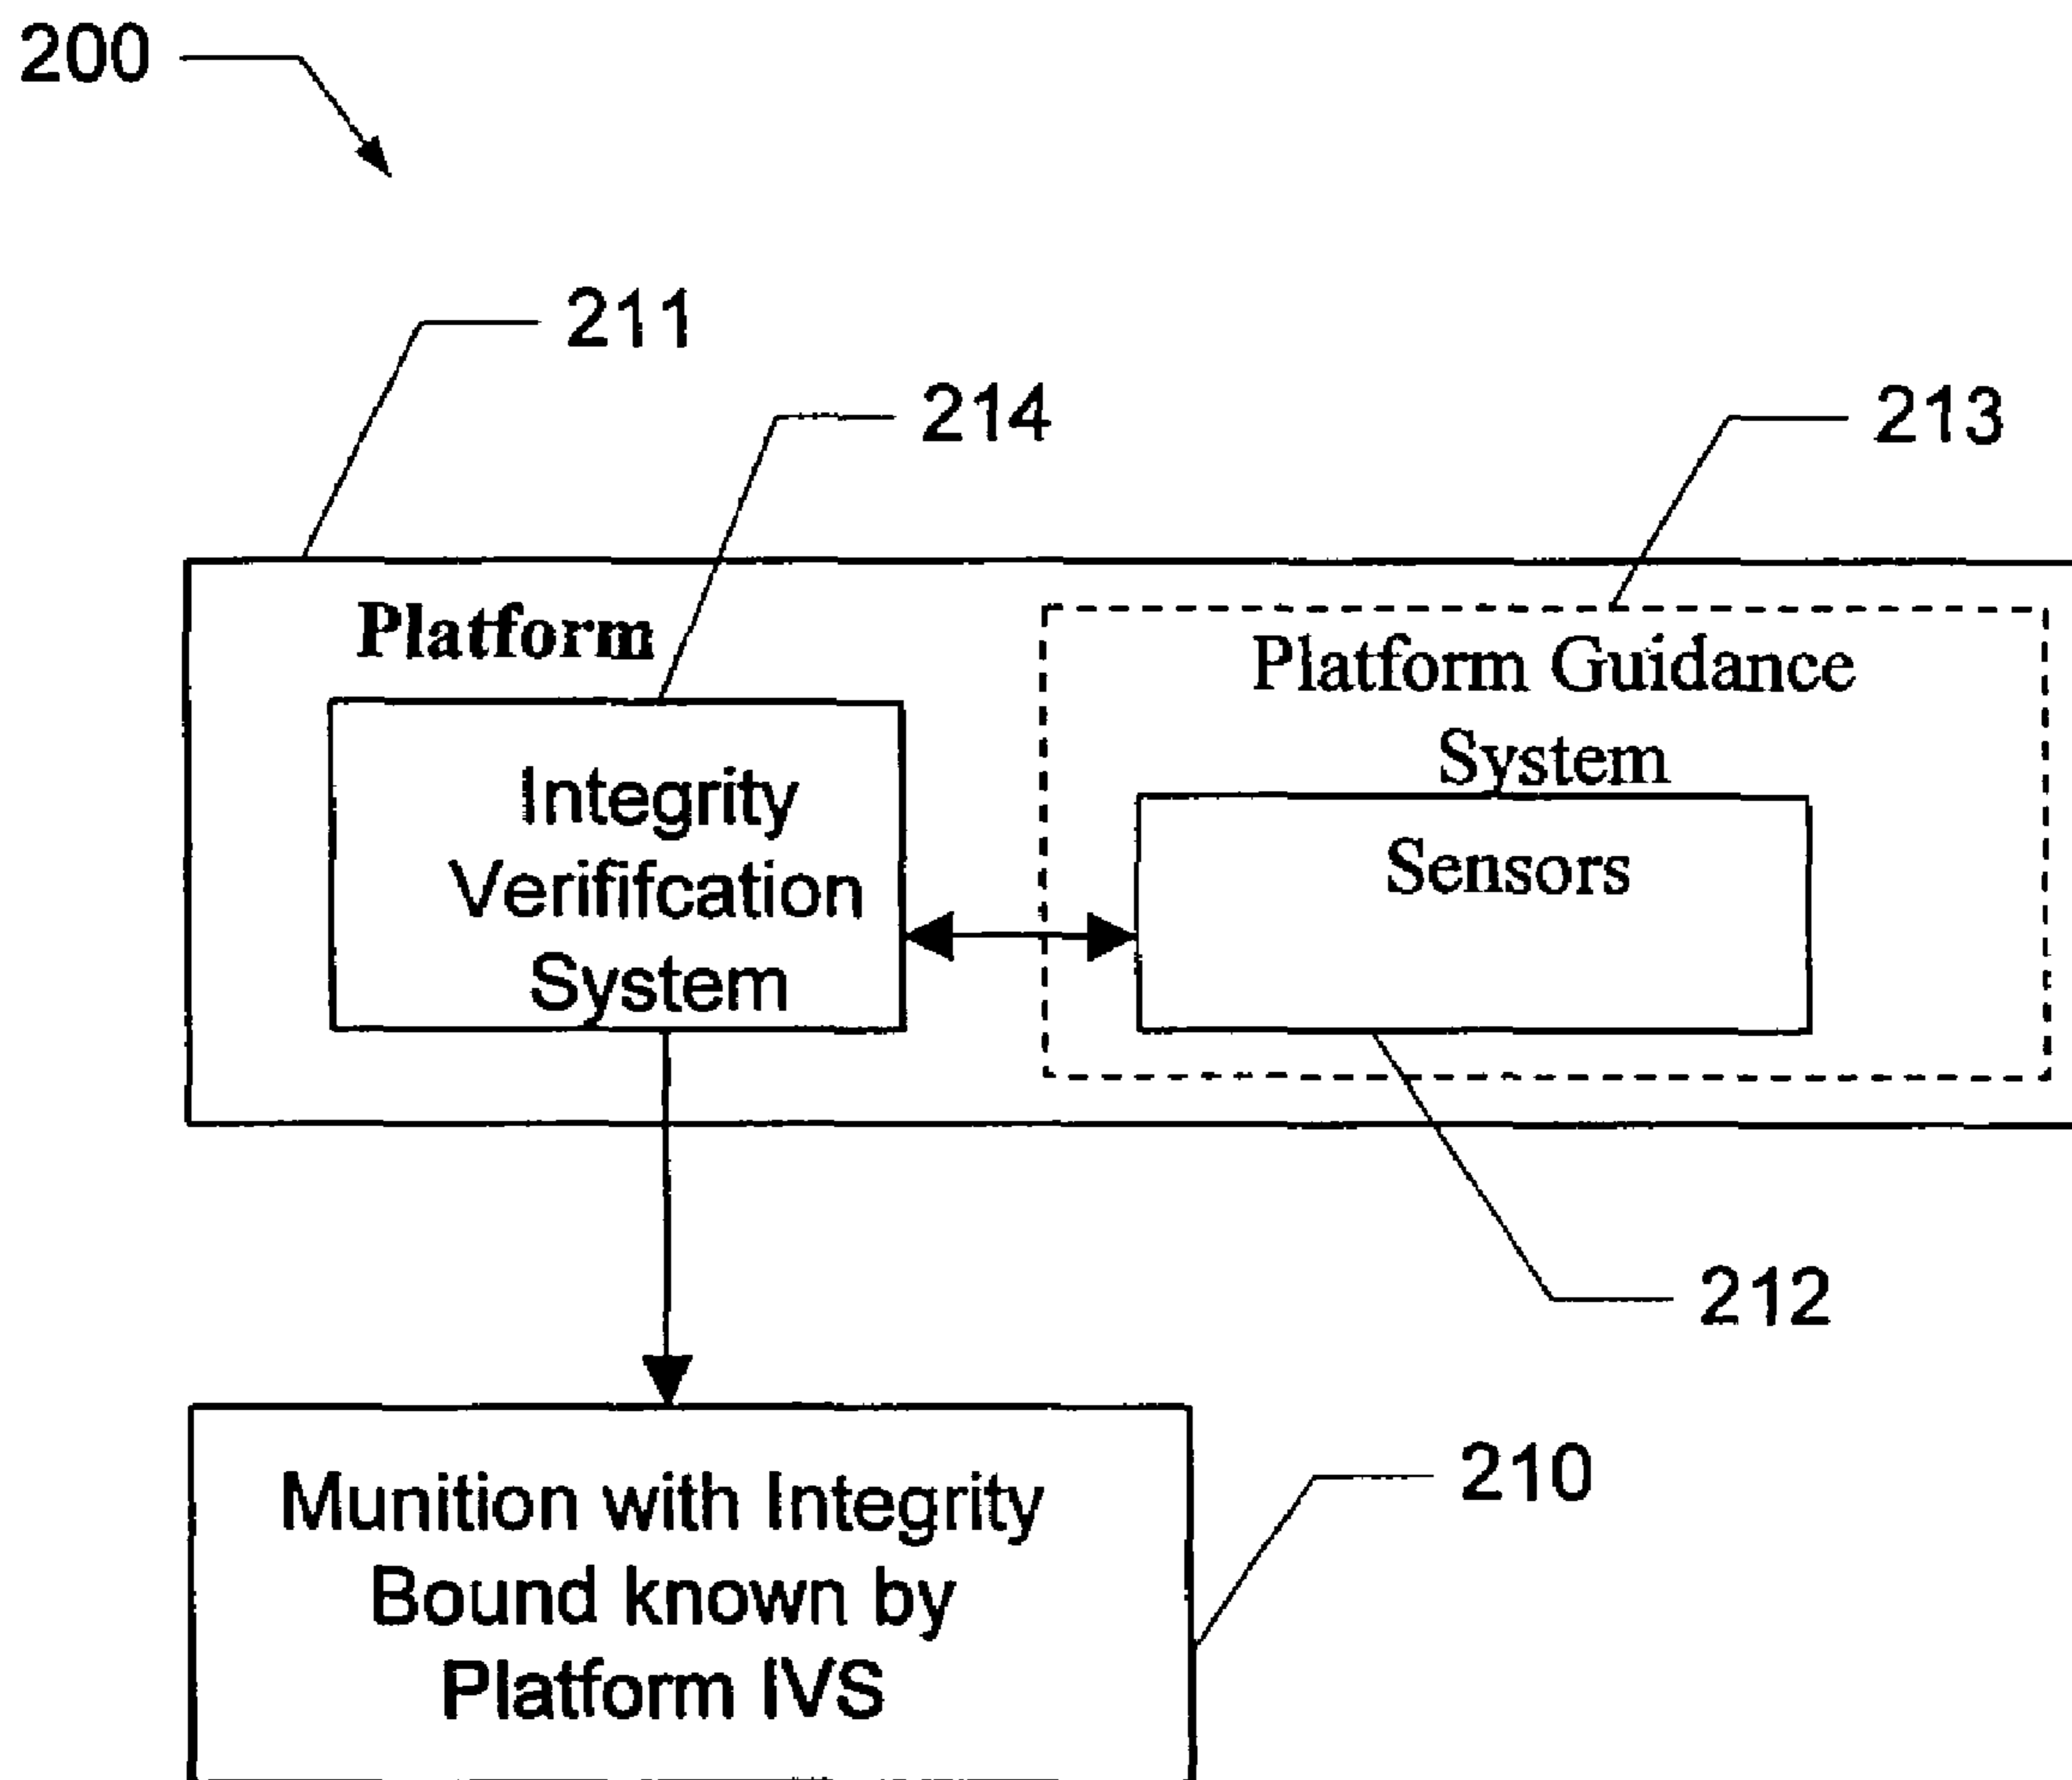 200
211
214
213
Platform
Platform Guidance
System
Integrity
Verififcation
System
Sensors
212
Munition with Integrity
Bound known by
Platform IVS
210